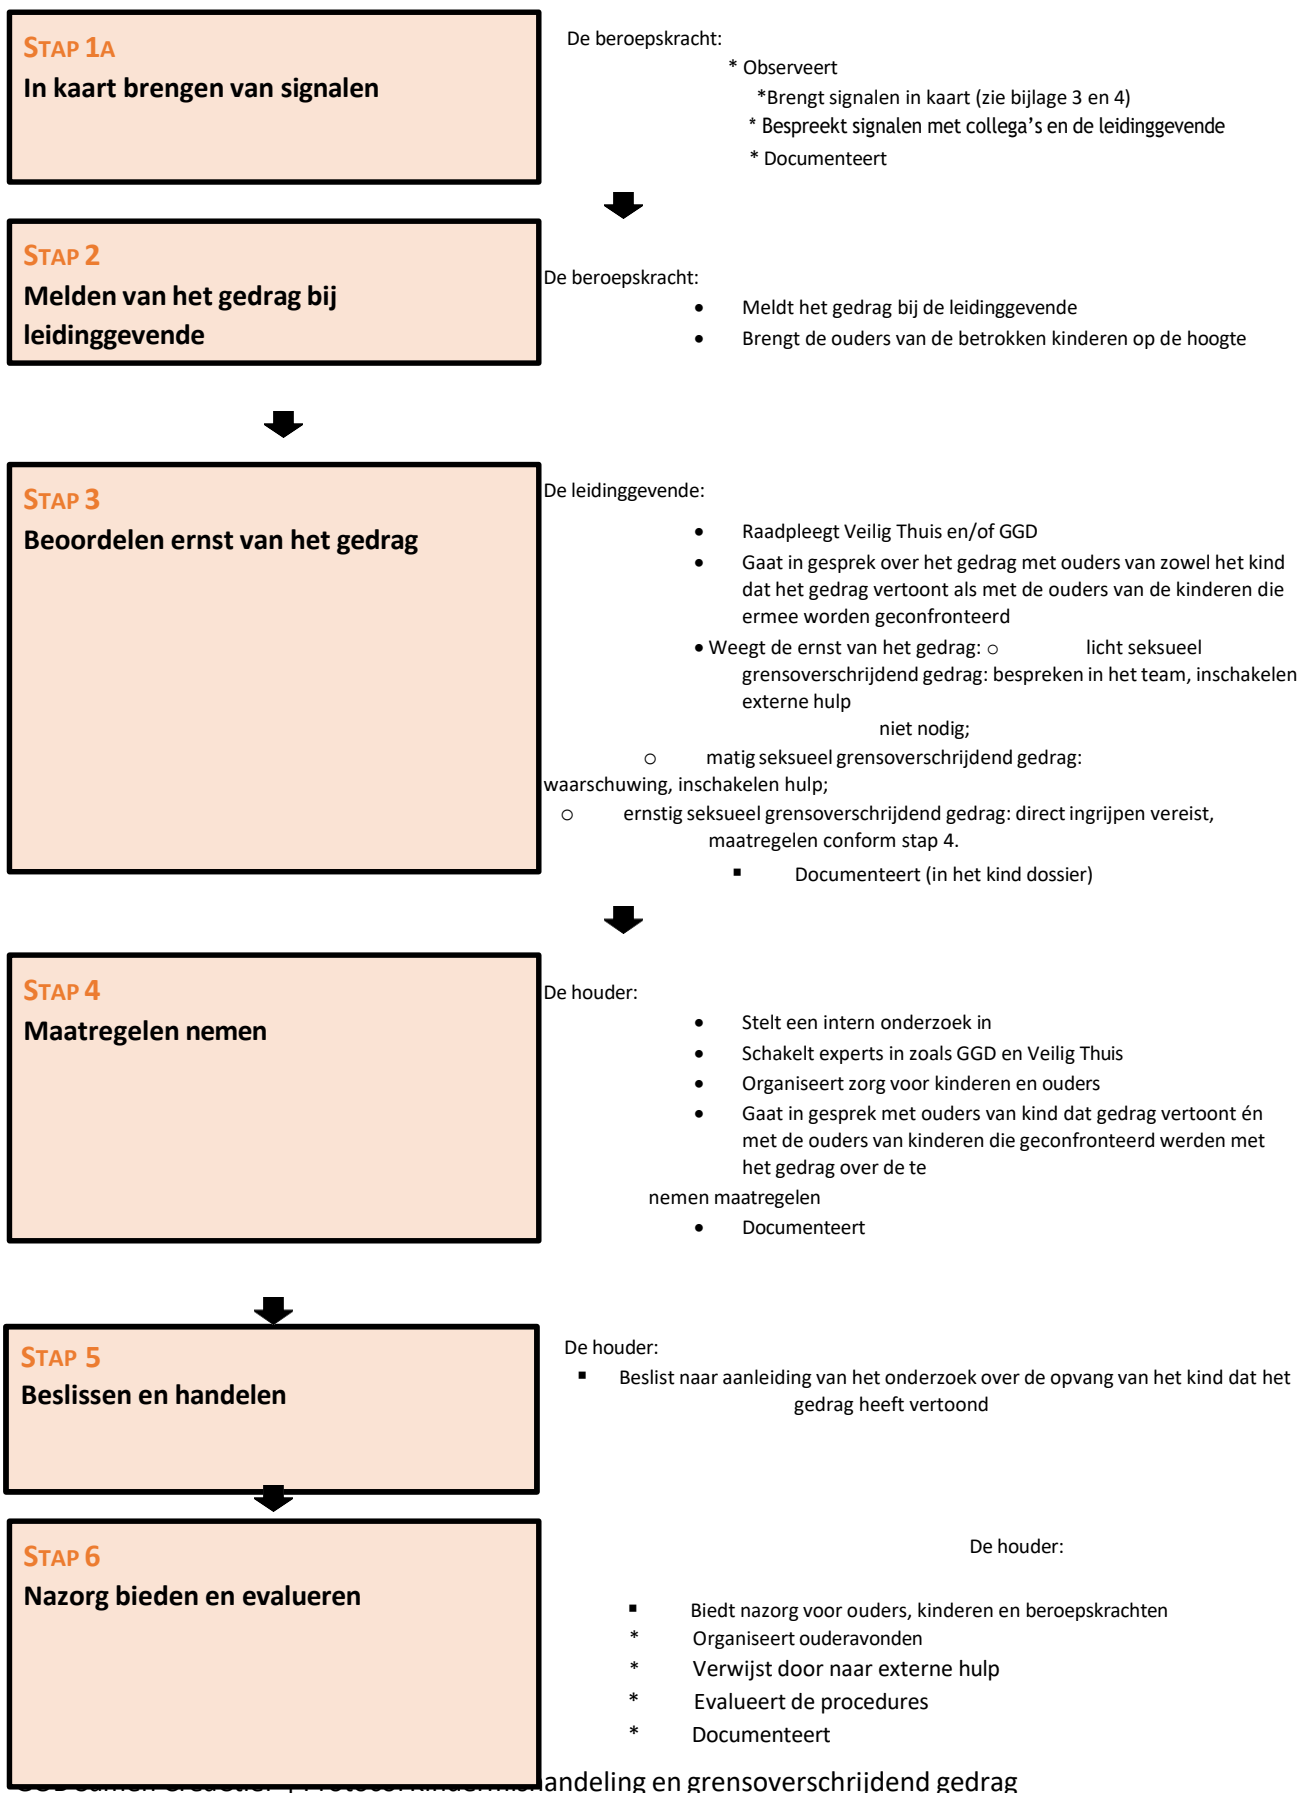 STAP 1A
In kaart brengen van signalen
De beroepskracht:
* Observeert
*Brengt signalen in kaart (zie bijlage 3 en 4)
* Bespreekt signalen met collega's en de leidinggevende
* Documenteert
STAP 2
Melden van het gedrag bij
leidinggevende
De beroepskracht:
• Meldt het gedrag bij de leidinggevende
• Brengt de ouders van de betrokken kinderen op de hoogte
STAP 3
Beoordelen ernst van het gedrag
De leidinggevende:
• Raadpleegt Veilig Thuis en/of GGD
• Gaat in gesprek over het gedrag met ouders van zowel het kind
dat het gedrag vertoont als met de ouders van de kinderen die
ermee worden geconfronteerd
• Weegt de ernst van het gedrag: o licht seksueel
grensoverschrijdend gedrag: bespreken in het team, inschakelen
externe hulp
niet nodig;
o matig seksueel grensoverschrijdend gedrag:
waarschuwing, inschakelen hulp;
o ernstig seksueel grensoverschrijdend gedrag: direct ingrijpen vereist,
maatregelen conform stap 4.
▪ Documenteert (in het kind dossier)
STAP 4
Maatregelen nemen
De houder:
• Stelt een intern onderzoek in
• Schakelt experts in zoals GGD en Veilig Thuis
• Organiseert zorg voor kinderen en ouders
• Gaat in gesprek met ouders van kind dat gedrag vertoont én
met de ouders van kinderen die geconfronteerd werden met
het gedrag over de te
nemen maatregelen
• Documenteert
STAP 5
Beslissen en handelen
De houder:
▪ Beslist naar aanleiding van het onderzoek over de opvang van het kind dat het
gedrag heeft vertoond
STAP 6
Nazorg bieden en evalueren
De houder:
▪ Biedt nazorg voor ouders, kinderen en beroepskrachten
* Organiseert ouderavonden
* Verwijst door naar externe hulp
* Evalueert de procedures
* Documenteert
andeling en grensoverschrijdend gedrag